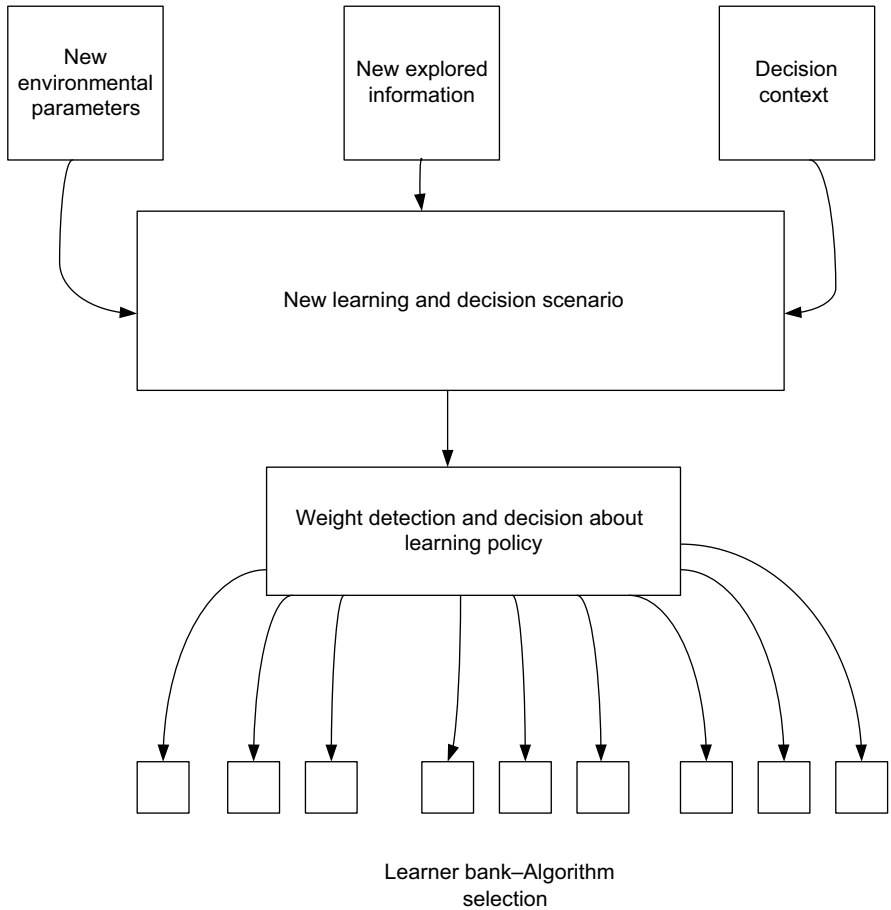 New
environmental
parameters
New explored
information
Decision
context
New learning and decision scenario
Weight detection and decision about
learning policy
Learner bank–Algorithm
selection